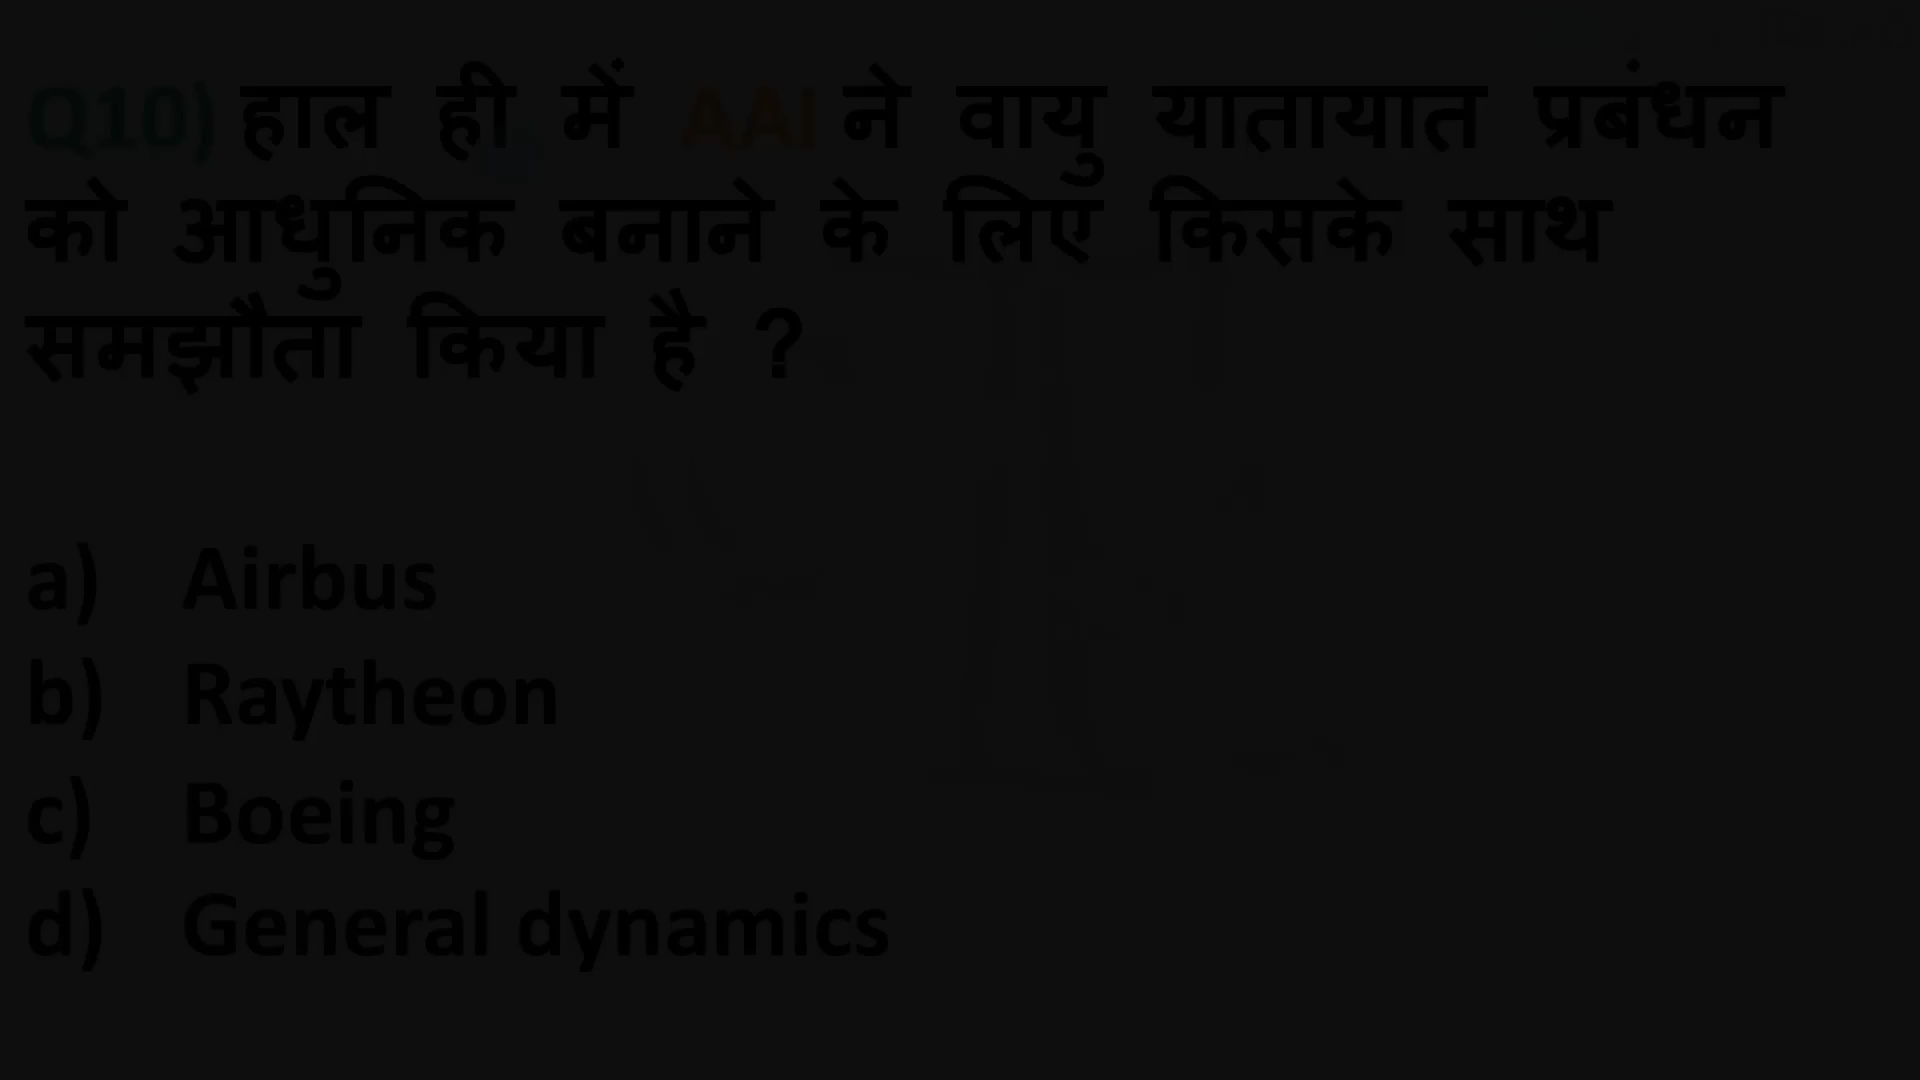 Q10) हाल ही में AAI ने वायु यातायात प्रबंधन
को आधुनिक बनाने के लिए किसके साथ
समझौता किया है ?
a) Airbus
b) Raytheon
c) Boeing
d) General dynamics